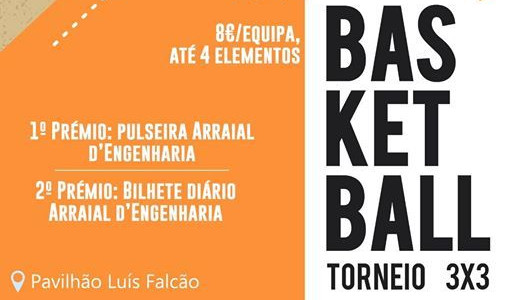 8€/EQUIPA,
ATÉ 4 ELEMENTOS
1º PRÉMIO: PULSEIRA ARRAIAL
D'ENGENHARIA
2º PRÉMIO: BILHETE DIÁRIO
ARRAIAL D'ENGENHARIA
Pavilhão Luís Falcão
BAS
KET
BALL
TORNEIO 3X3